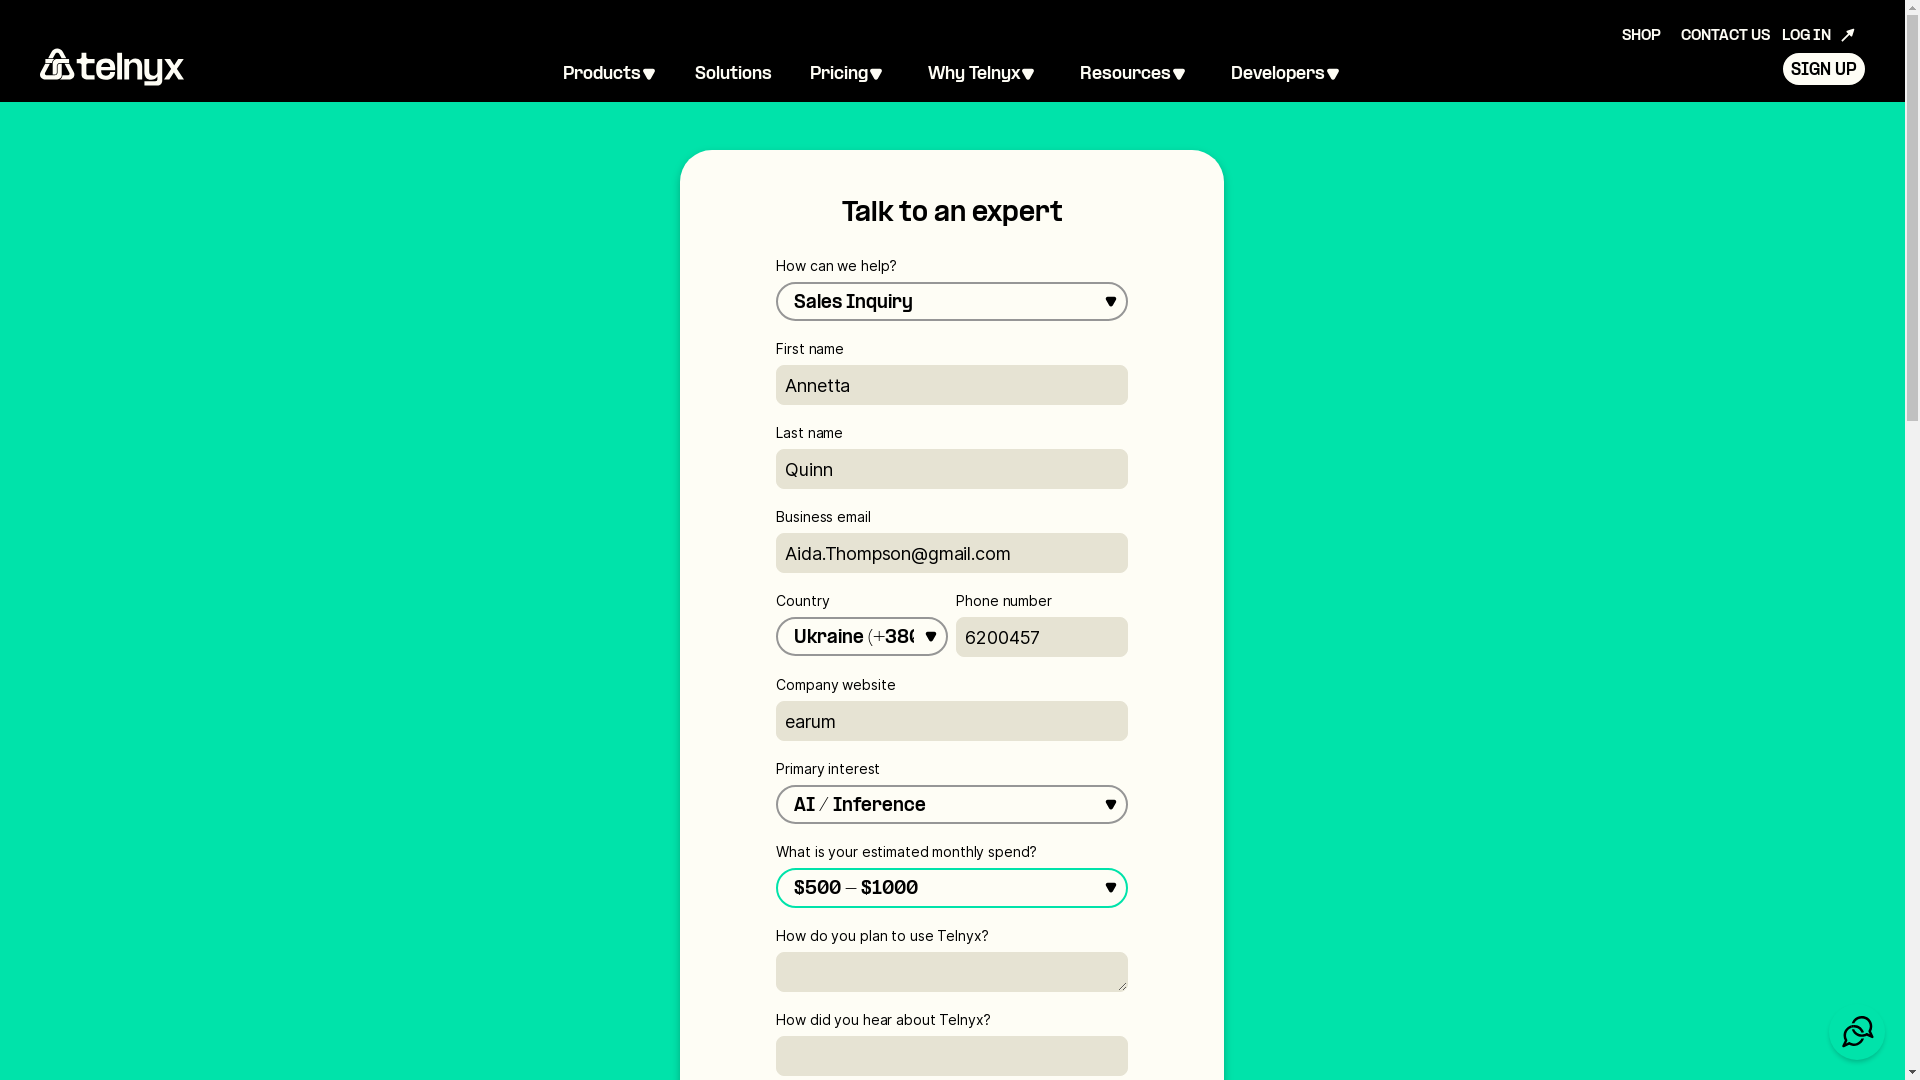 SHOP CONTACT US LOG IN
telnyx Products Solutions Pricing Why Telnyx Resources Developers SIGN UP
Talk to an expert
How can we help?
Sales Inquiry
First name
Annetta
Last name
Quinn
Business email
Aida.Thompson@gmail.com
Country Phone number
Ukraine (+380 6200457
Company website
earum
Primary interest
AI / Inference
What is your estimated monthly spend?
$500 – $1000
How do you plan to use Telnyx?
How did you hear about Telnyx?